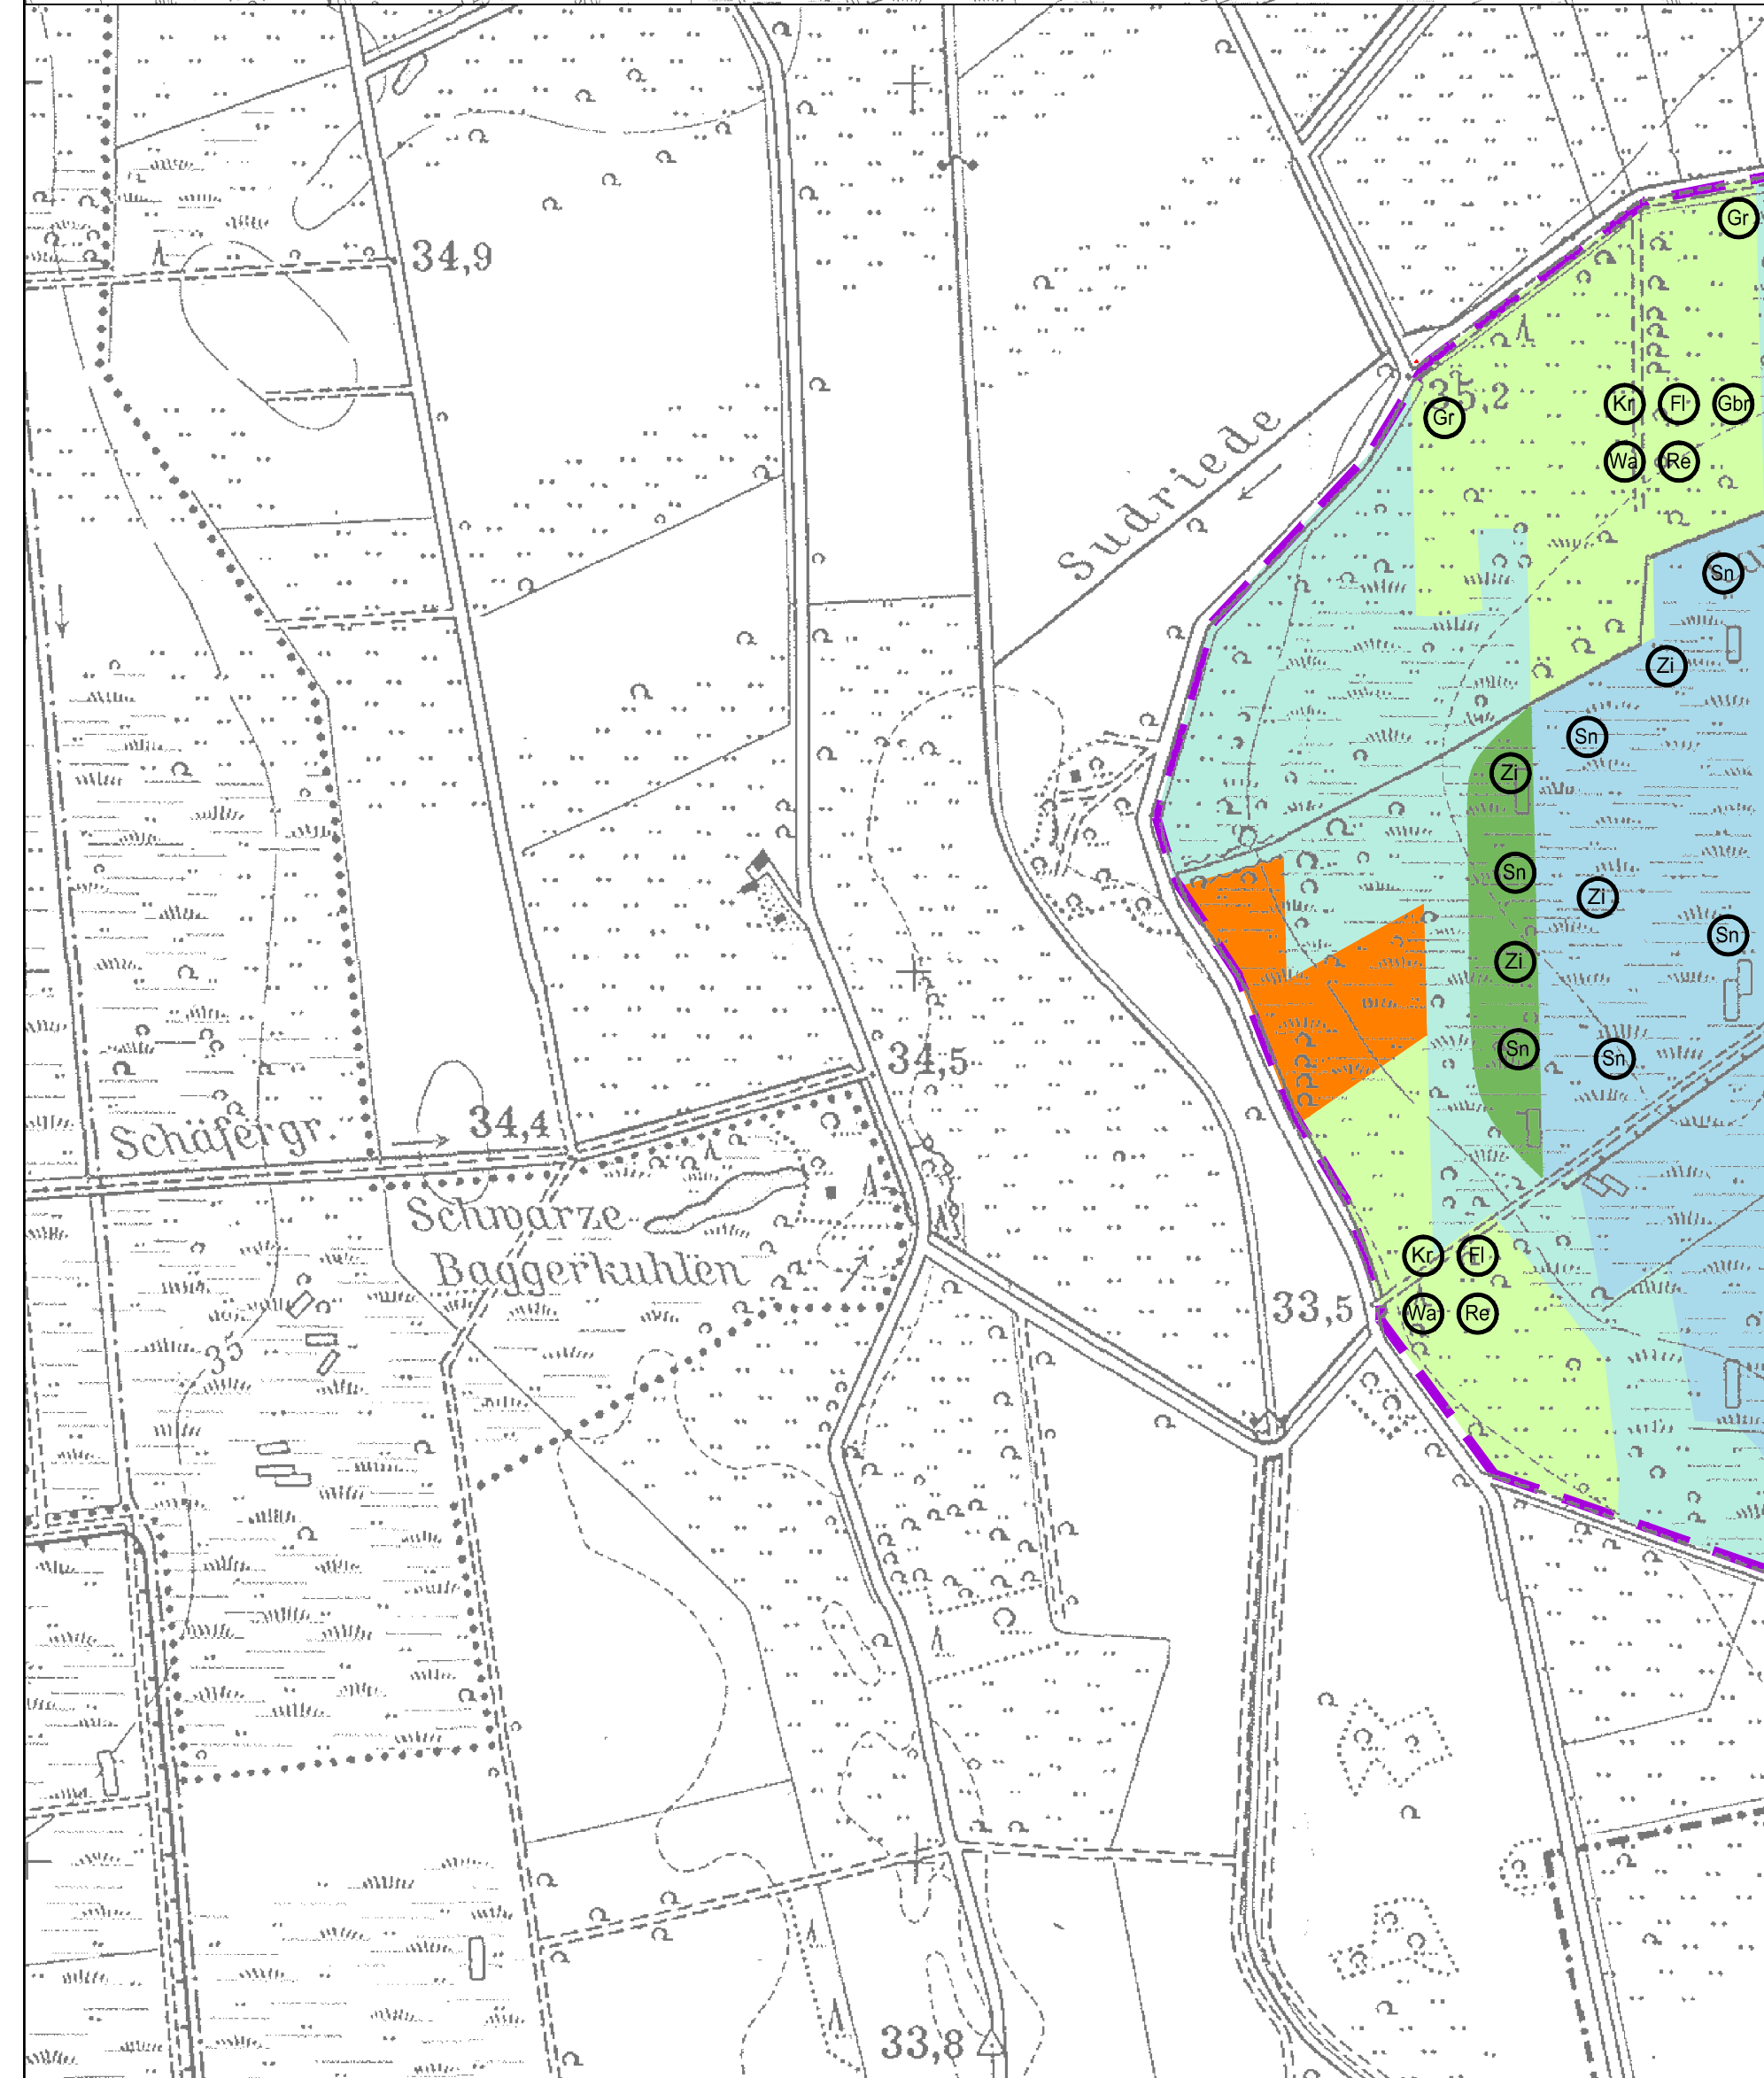 Gr
34,9
35,2
Gr
Kr Fl Gbr
Wa Re
Sudriede
Sn
Zi
Sn
Zi
Sn
Zi
Sn
Zi
Sn
Sn
34,5
34,4
Schäfergr.
Schwarze
Baggerkuhlen
Kr Fl
33,5
Wa Re
35
33,8